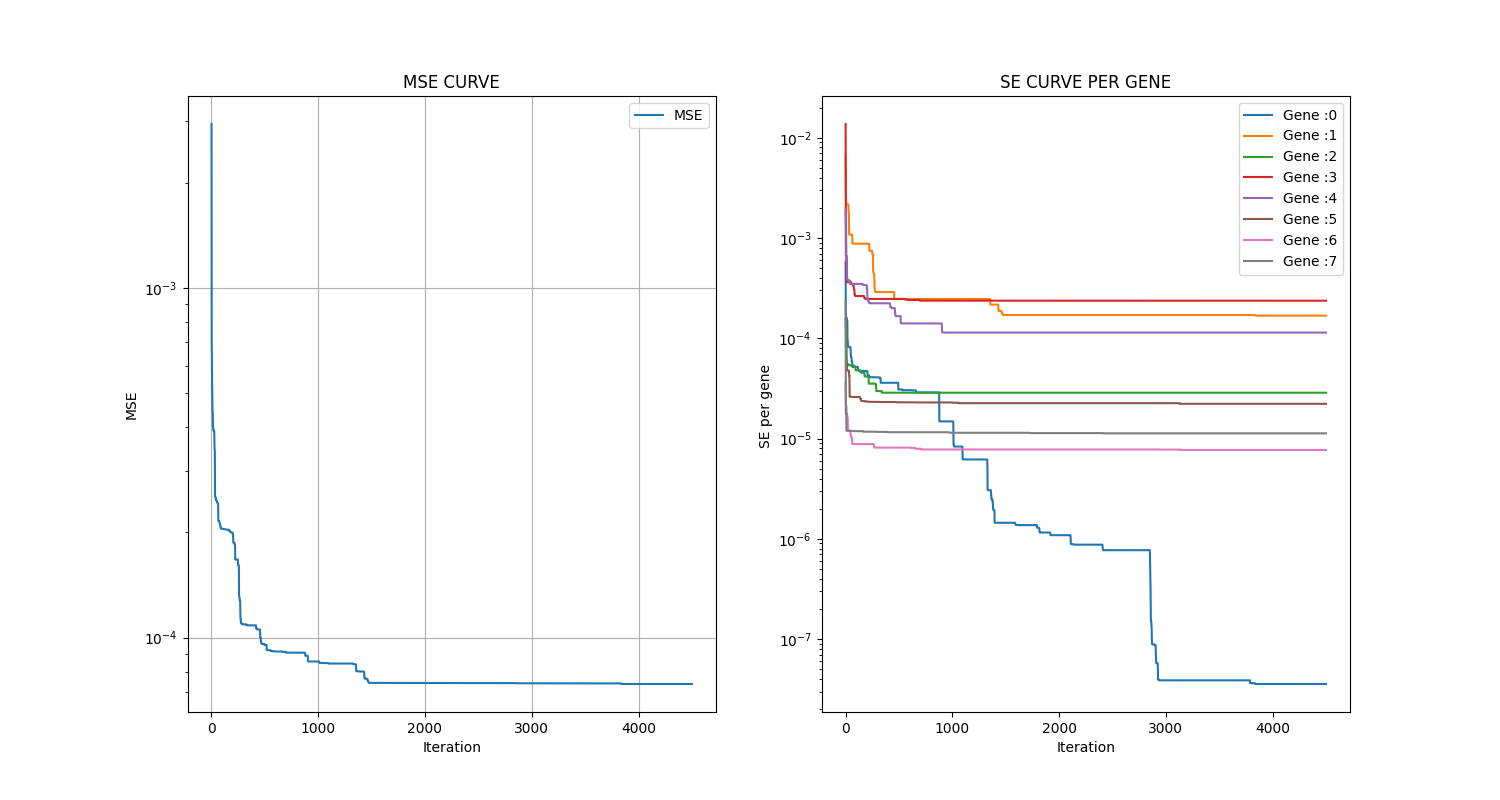 MSE CURVE
MSE
10^{-3}
10^{-4}
MSE
0
1000
2000
3000
4000
Iteration
SE CURVE PER GENE
Gene :0
Gene :1
Gene :2
Gene :3
Gene :4
Gene :5
Gene :6
Gene :7
10^{-2}
10^{-3}
10^{-4}
10^{-5}
10^{-6}
10^{-7}
SE per gene
0
1000
2000
3000
4000
Iteration